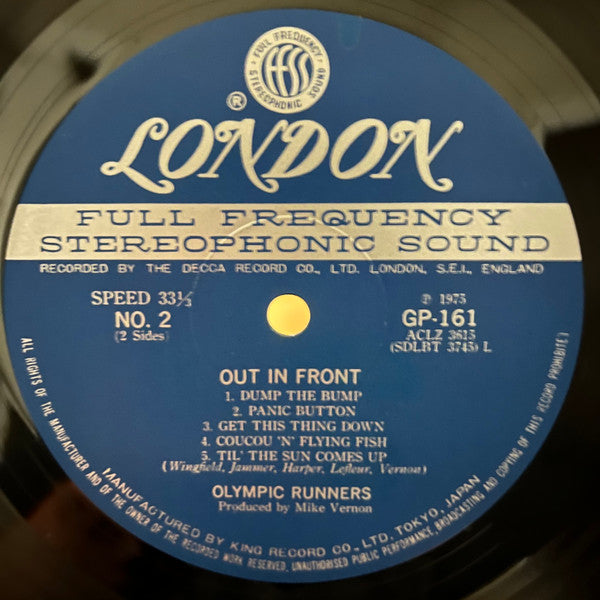 FULL FREQUENCY
ffss
STEREOPHONIC SOUND
®
LONDON
FULL FREQUENCY
STEREOPHONIC SOUND
RECORDED BY THE DECCA RECORD CO., LTD. LONDON, S.E.I., ENGLAND
SPEED 33⅓
NO. 2
(2 Sides)
℗ 1975
GP-161
ACLZ 3615
(SDLBT 3745) L
OUT IN FRONT
1. DUMP THE BUMP
2. PANIC BUTTON
3. GET THIS THING DOWN
4. COUCOU 'N' FLYING FISH
5. TIL' THE SUN COMES UP
(Wingfield, Jammer, Harper, Lefleur, Vernon)
OLYMPIC RUNNERS
Produced by Mike Vernon
MANUFACTURED BY KING RECORD CO., LTD. TOKYO, JAPAN
ALL RIGHTS OF THE MANUFACTURER AND OF THE OWNER OF THE RECORDED WORK RESERVED, UNAUTHORISED PUBLIC PERFORMANCE, BROADCASTING AND COPYING OF THIS RECORD PROHIBITED